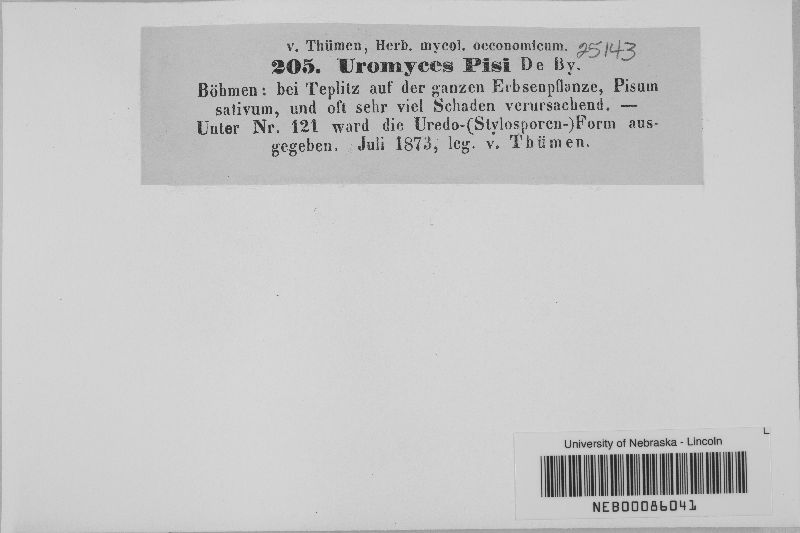 v. Thümen, Herb. mycol. oeconomicum. 25143
205. Uromyces Pisi De By.
Böhmen: bei Teplitz auf der ganzen Erbsenpflanze, Pisum
sativum, und oft sehr viel Schaden verursachend. —
Unter Nr. 121 ward die Uredo-(Stylosporen-)Form aus-
gegeben. Juli 1873, leg. v. Thümen.
University of Nebraska - Lincoln
NEB00086041